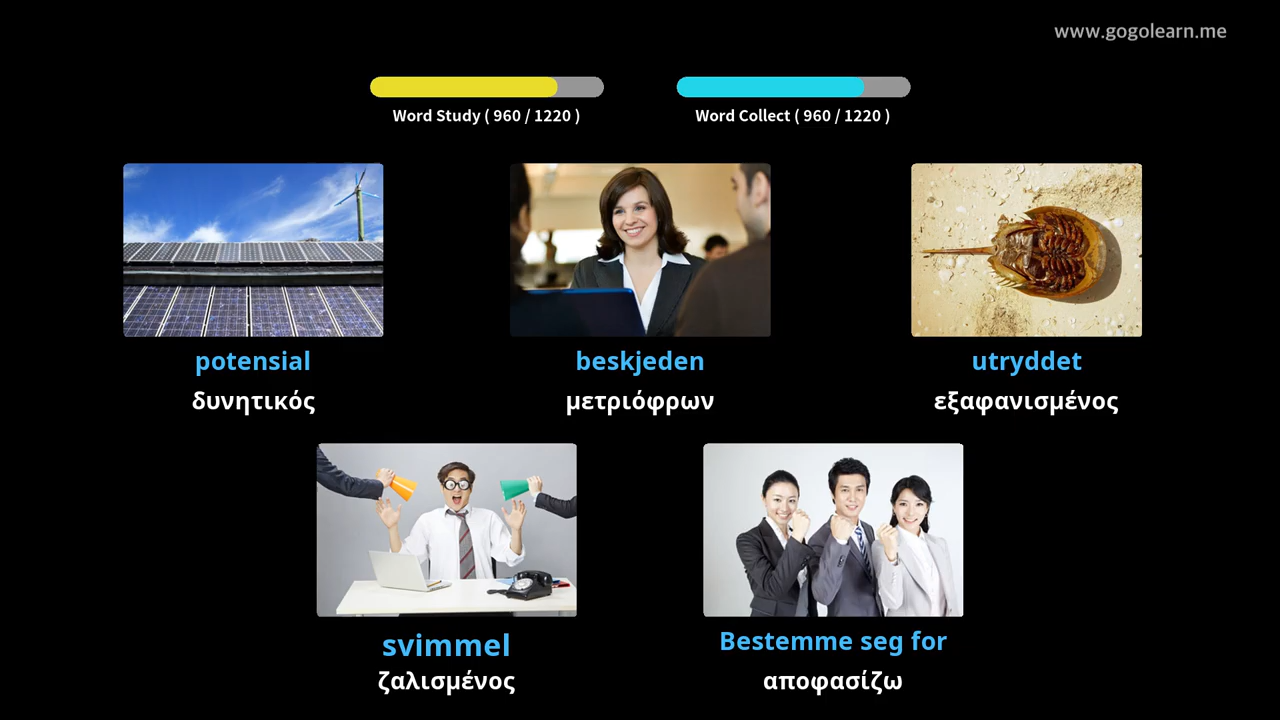 www.gogolearn.me
Word Study ( 960 / 1220 )
Word Collect ( 960 / 1220 )
potensial
beskjeden
utryddet
δυνητικός
μετριόφρων
εξαφανισμένος
svimmel
Bestemme seg for
ζαλισμένος
αποφασίζω